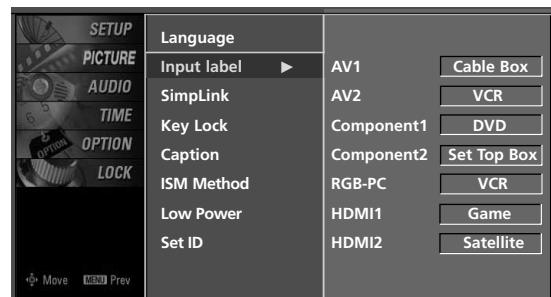 SETUP
PICTURE
AUDIO
TIME
OPTION
LOCK
Move MENU Prev
Language
Input label ►
SimpLink
Key Lock
Caption
ISM Method
Low Power
Set ID
AV1 Cable Box
AV2 VCR
Component1 DVD
Component2 Set Top Box
RGB-PC VCR
HDMI1 Game
HDMI2 Satellite